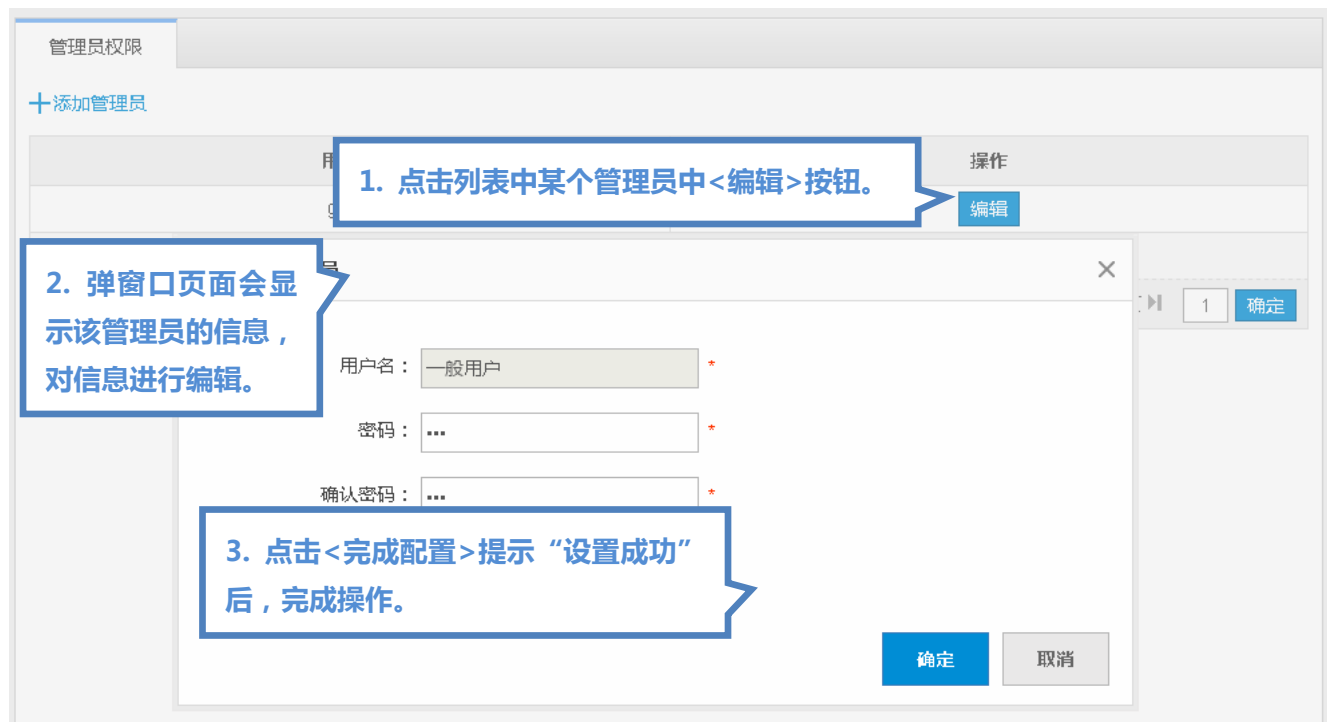 管理员权限
添加管理员
操作
1. 点击列表中某个管理员中<编辑>按钮。
编辑
2. 弹窗口页面会显
示该管理员的信息，
对信息进行编辑。
1 确定
用户名： 一般用户 *
密码： ••• *
确认密码： ••• *
3. 点击<完成配置>提示“设置成功”
后，完成操作。
确定 取消